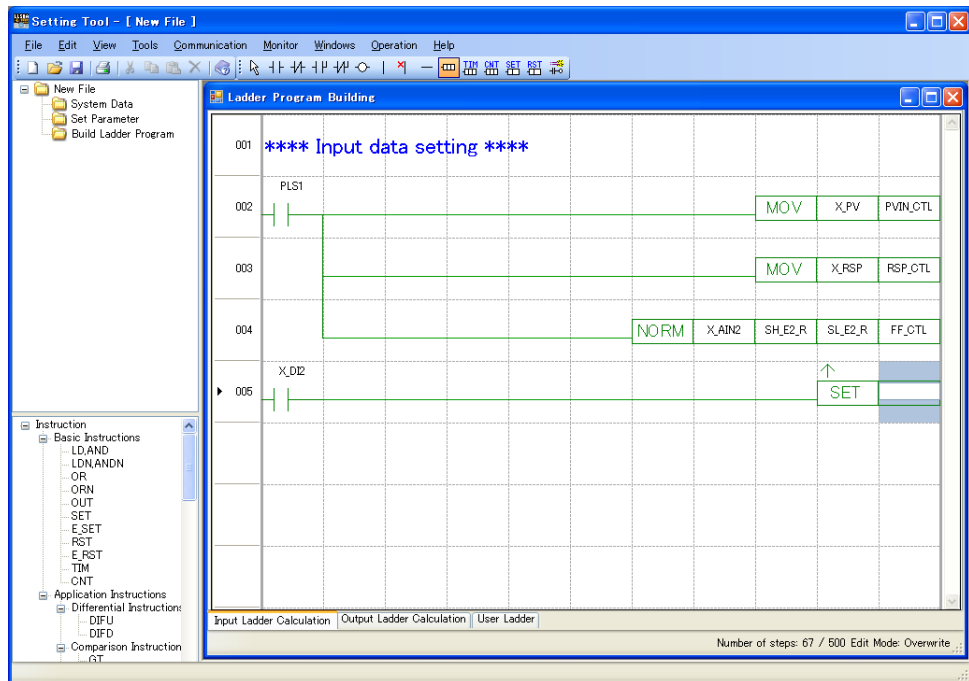 Setting Tool - [ New File ]
File Edit View Tools Communication Monitor Windows Operation Help
TIM CNT SET RST
New File
System Data
Set Parameter
Build Ladder Program
Ladder Program Building
001 **** Input data setting ****
PLS1
002 MOV X_PV PVIN_CTL
003 MOV X_RSP RSP_CTL
004 NORM X_AIN2 SH_E2_R SL_E2_R FF_CTL
X_DI2
005 SET
Instruction
Basic Instructions
LD,AND
LDN,ANDN
OR
ORN
OUT
SET
E_SET
RST
E_RST
TIM
CNT
Application Instructions
Differential Instructions
DIFU
DIFD
Comparison Instruction
GT
Input Ladder Calculation Output Ladder Calculation User Ladder
Number of steps: 67 / 500 Edit Mode: Overwrite